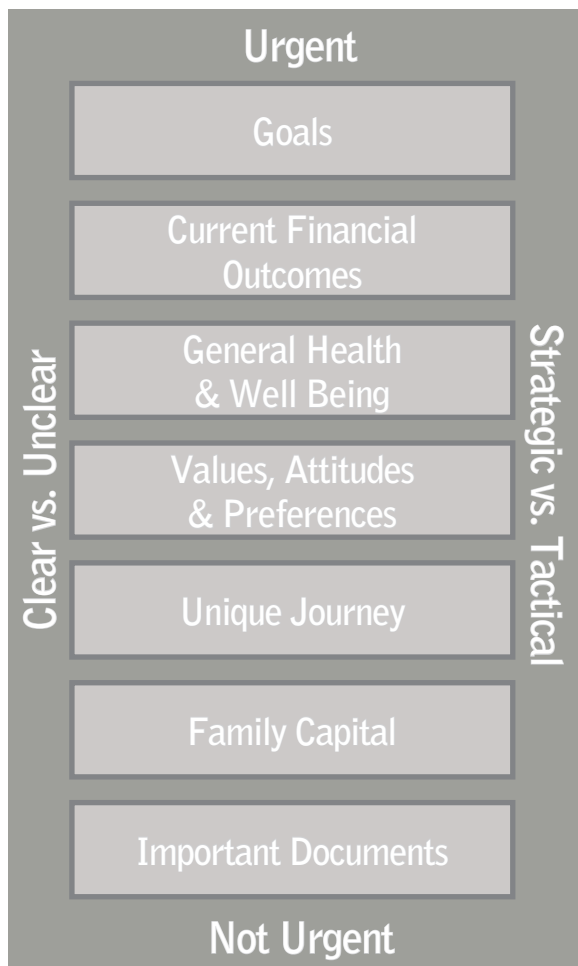 Urgent
Goals
Current Financial
Outcomes
General Health
& Well Being
Values, Attitudes
& Preferences
Unique Journey
Family Capital
Important Documents
Not Urgent
Clear vs. Unclear
Strategic vs. Tactical